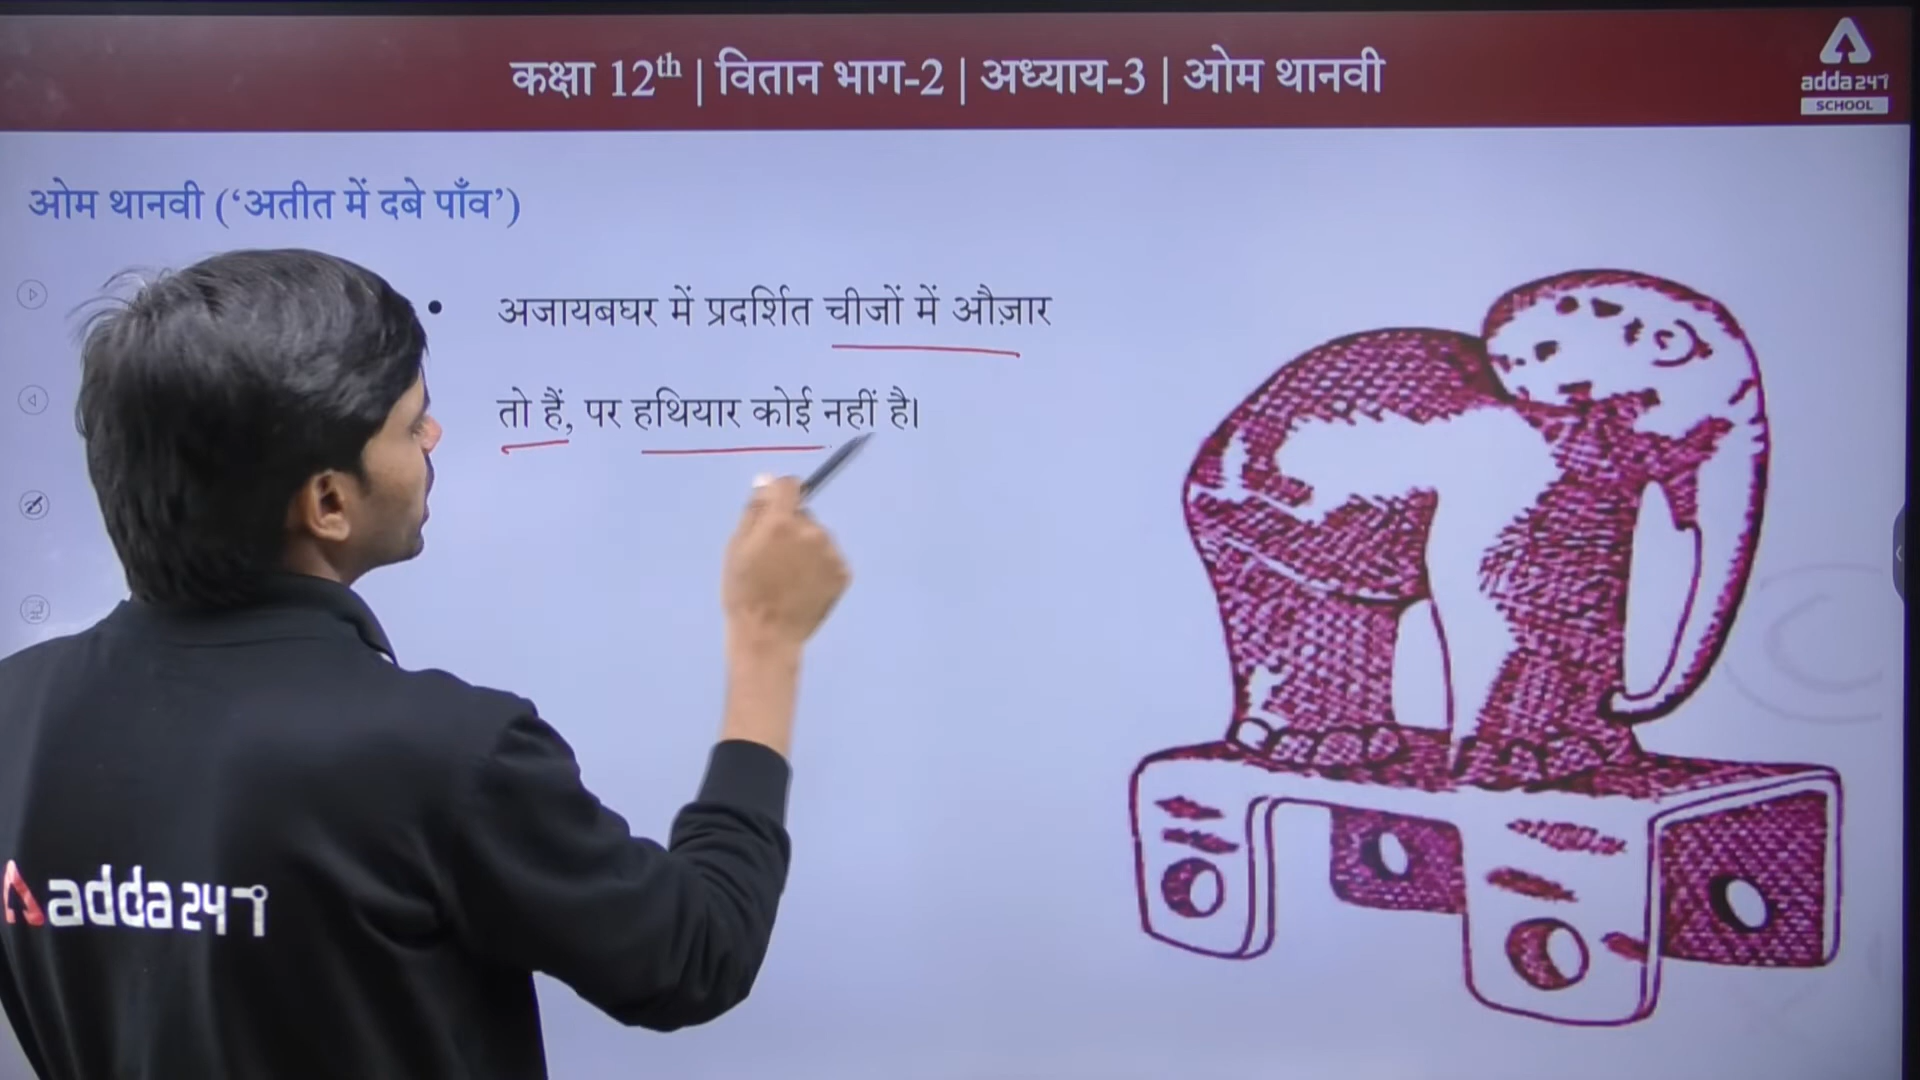 कक्षा 12th | वितान भाग-2 | अध्याय-3 | ओम थानवी
adda247
SCHOOL
ओम थानवी (‘अतीत में दबे पाँव’)
• अजायबघर में प्रदर्शित चीजों में औज़ार
तो हैं, पर हथियार कोई नहीं है।
adda247